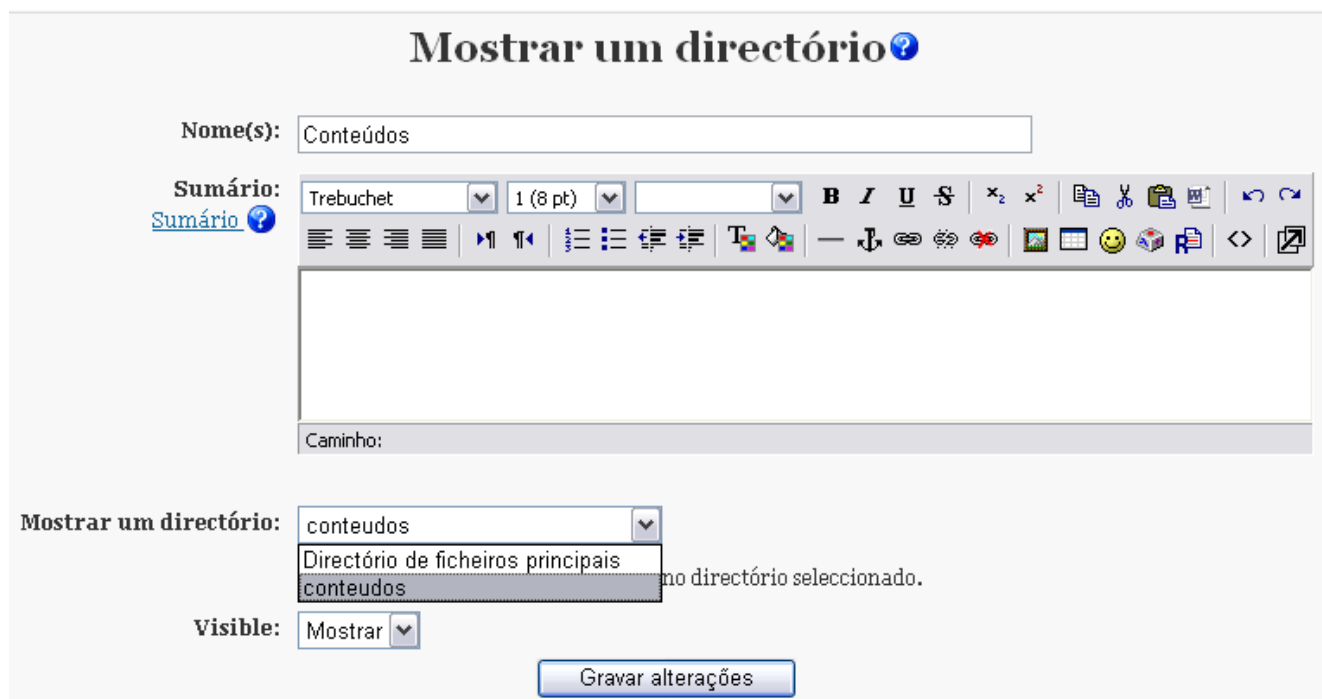 Mostrar um directório
Nome(s): Conteúdos
Sumário:
Sumário
Trebuchet 1 (8 pt) B I U S
Caminho:
Mostrar um directório: conteudos
Directório de ficheiros principais
conteudos
no directório seleccionado.
Visible: Mostrar
Gravar alterações